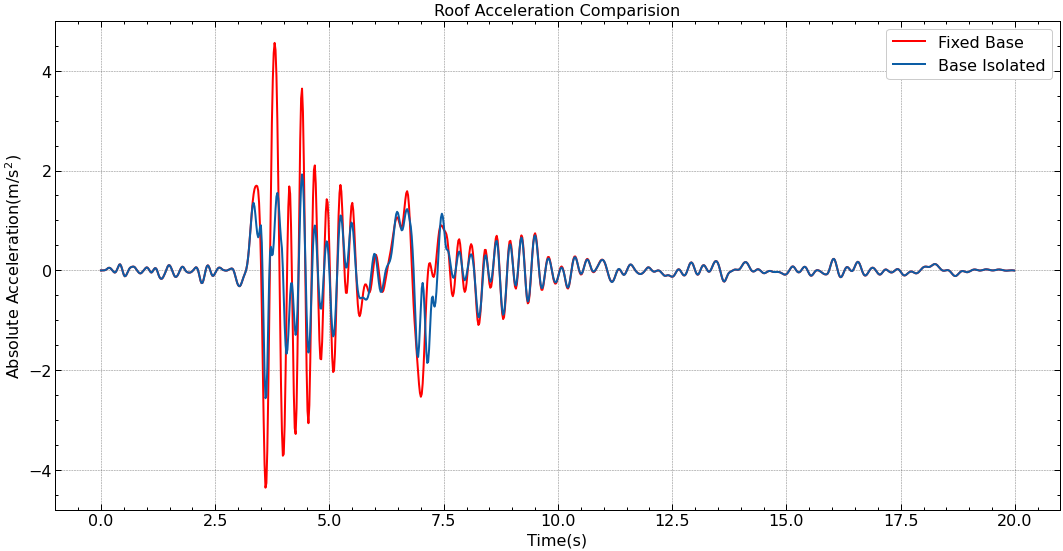 Roof Acceleration Comparision
Fixed Base
Base Isolated
Absolute Acceleration(m/s²)
4
2
0
−2
−4
0.0 2.5 5.0 7.5 10.0 12.5 15.0 17.5 20.0
Time(s)